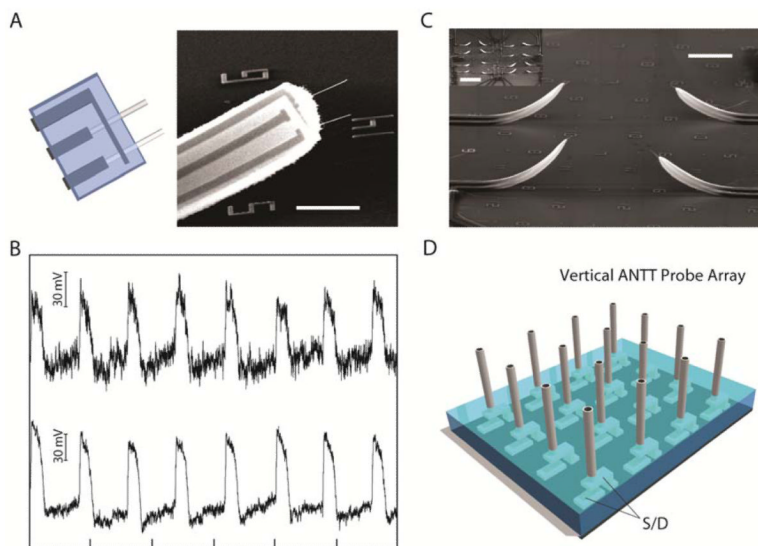 A
C
B
30 mV
30 mV
D
Vertical ANTT Probe Array
S/D